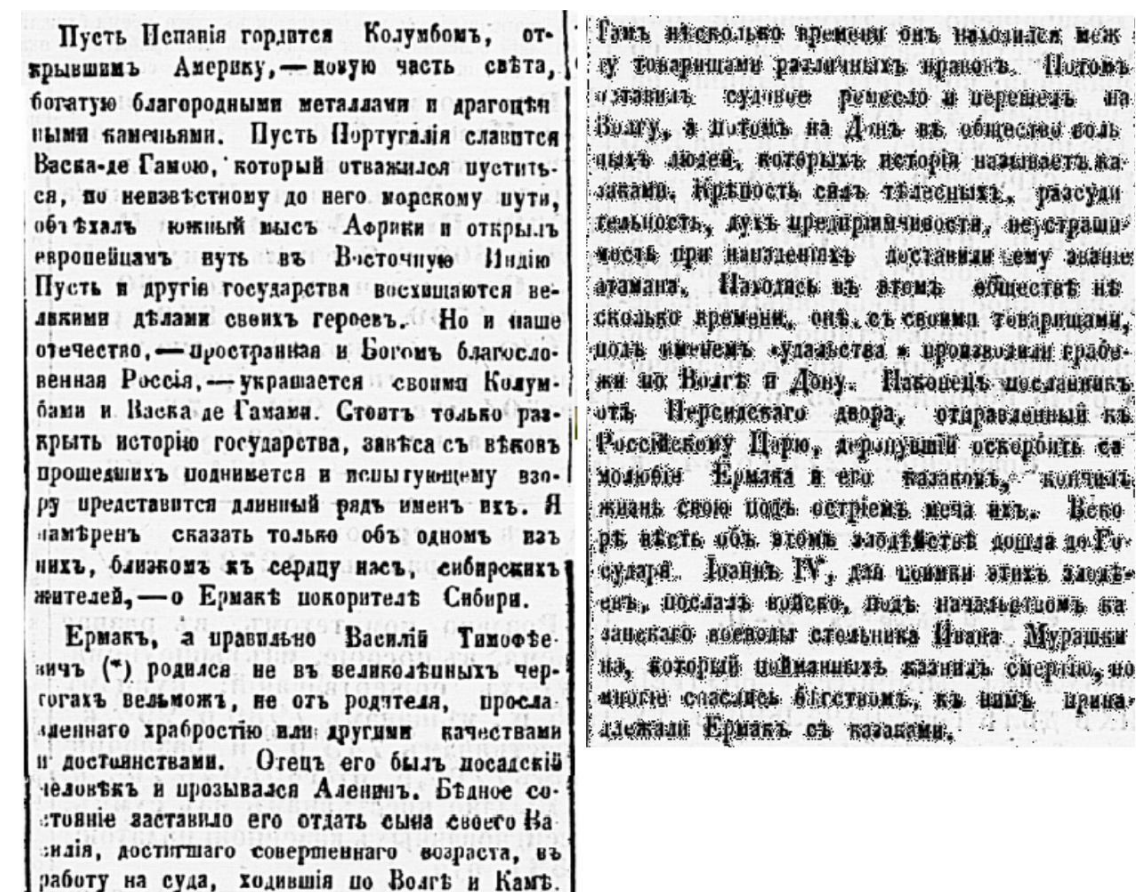 Пусть Испанія гордится Колумбомъ, от-
крывшимъ Америку,—новую часть свѣта,
богатую благородными металлами и драгоцѣн
ными каменьями. Пусть Португалія славится
Васка-де Гамою, который отважился пустить-
ся, по неизвѣстному до него морскому пути,
объѣхалъ южный мысъ Африки и открылъ
европейцамъ путь въ Восточную Индію
Пусть и другія государства восхищаются ве-
ликими дѣлами своихъ героевъ. Но и наше
отечество,—пространная и Богомъ благосло-
венная Россія,—украшается своими Колум-
бами и Васка де Гамами. Стоитъ только рас-
крыть исторію государства, завѣса съ вѣковъ
прошедшихъ поднимется и испытующему взо-
ру представится длинный рядъ именъ ихъ. Я
намѣренъ сказать только объ одномъ изъ
нихъ, близкомъ къ сердцу насъ, сибирскихъ
жителей,—о Ермакѣ покорителѣ Сибири.
Ермакъ, а правильно Василій Тимофѣе-
вичъ (*) родился не въ великолѣпныхъ чер-
тогахъ вельможъ, не отъ родителя, просла-
вленнаго храбростію или другими качествами
и достоинствами. Отецъ его былъ посадскій
человѣкъ и прозывался Аленинъ. Бѣдное со-
стояніе заставило его отдать сына своего Ва-
силія, достигшаго совершеннаго возраста, въ
работу на суда, ходившія по Волгѣ и Камѣ.
Тамъ нѣсколько времени онъ находился меж
ду товарищами различныхъ нравовъ. Потомъ
оставилъ судовое ремесло и перешелъ на
Волгу, а потомъ на Донъ въ общество воль
ныхъ людей, которыхъ исторія называетъ ка
заками. Крѣпость силъ тѣлесныхъ, разсуди
тельность, духъ предпріимчивости, неустраши-
мость при нападеніяхъ доставили ему званіе
атамана. Находясь въ этомъ обществѣ нѣ
сколько времени, онъ, съ своими товарищами,
подъ именемъ «удальства» производили грабе-
жи по Волгѣ и Дону. Наконецъ посланникъ
отъ Персидскаго двора, отправленный къ
Россійскому Царю, дерзнувшій оскорбить са
молюбіе Ермака и его казаковъ, кончилъ
жизнь свою подъ остріемъ меча ихъ. Вско
рѣ вѣсть объ этомъ злодѣйствѣ дошла до Го-
сударя. Іоаннъ IV, для поимки этихъ злодѣ-
евъ, послалъ войско, подъ начальствомъ ка
занскаго воеводы стольника Ивана Мурашки
на, который пойманныхъ казнилъ смертію, но
многіе спаслись бѣгствомъ, къ нимъ прина-
длежали Ермакъ съ казаками.